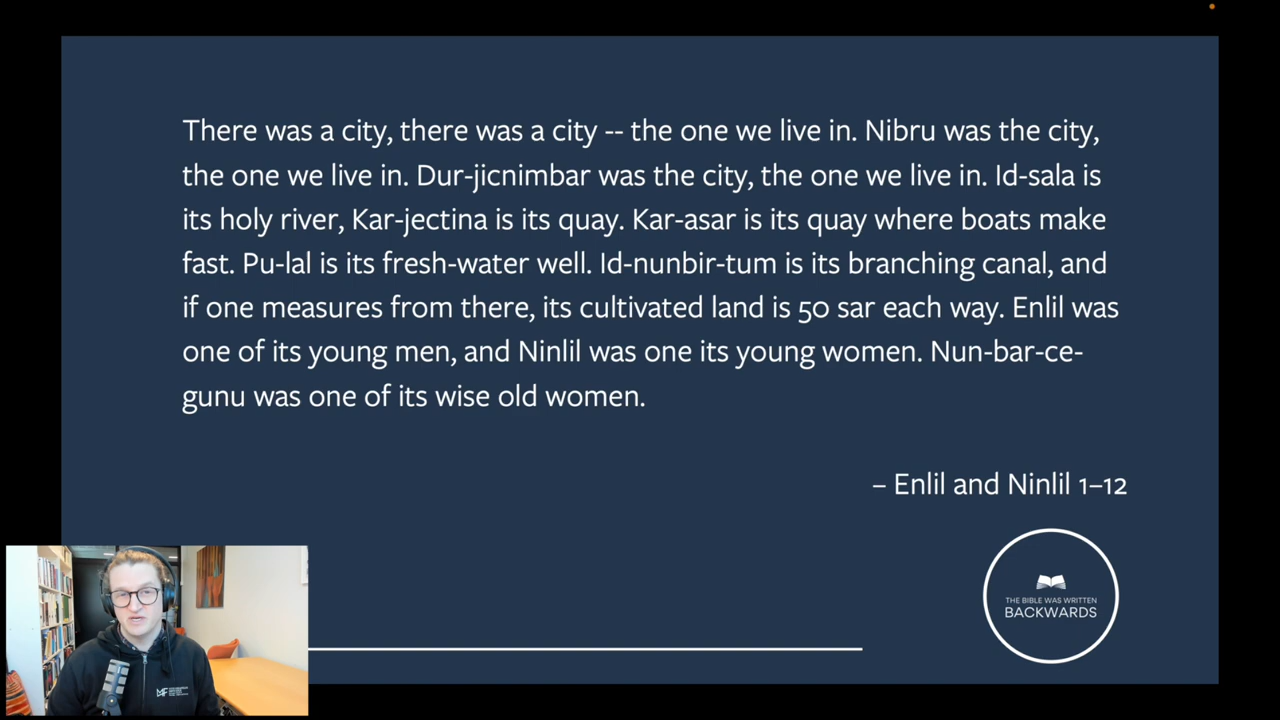 There was a city, there was a city -- the one we live in. Nibru was the city,
the one we live in. Dur-jicnimbar was the city, the one we live in. Id-sala is
its holy river, Kar-jectina is its quay. Kar-asar is its quay where boats make
fast. Pu-lal is its fresh-water well. Id-nunbir-tum is its branching canal, and
if one measures from there, its cultivated land is 50 sar each way. Enlil was
one of its young men, and Ninlil was one its young women. Nun-bar-ce-
gunu was one of its wise old women.
– Enlil and Ninlil 1–12
THE BIBLE WAS WRITTEN
BACKWARDS
MF